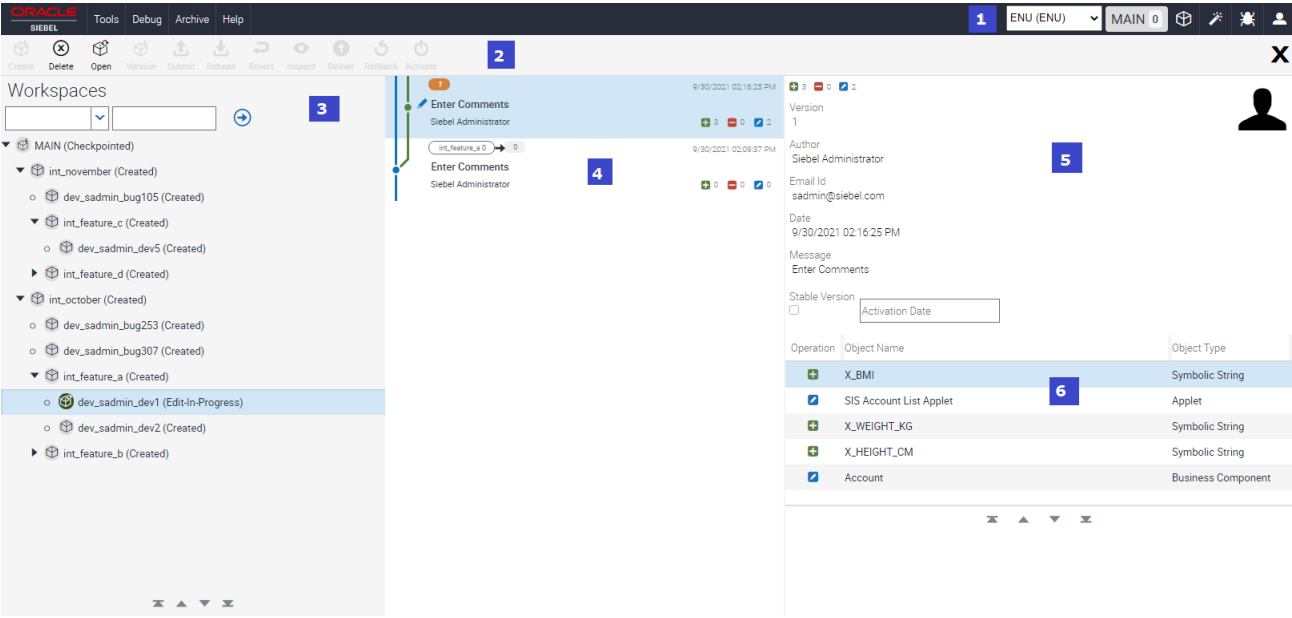 ORACLE
SIEBEL
Tools Debug Archive Help
1
ENU (ENU)
MAIN 0
Create Delete Open Version Submit Rebase Revert Inspect Deliver Rollback Activate
2
X
Workspaces
3
MAIN (Checkpointed)
int_november (Created)
dev_sadmin_bug105 (Created)
int_feature_c (Created)
dev_sadmin_dev5 (Created)
int_feature_d (Created)
int_october (Created)
dev_sadmin_bug253 (Created)
dev_sadmin_bug307 (Created)
int_feature_a (Created)
dev_sadmin_dev1 (Edit-In-Progress)
dev_sadmin_dev2 (Created)
int_feature_b (Created)
1 9/30/2021 02:16:25 PM
Enter Comments
Siebel Administrator 3 0 2
int_feature_a 0 0 9/30/2021 02:09:37 PM
Enter Comments
4
Siebel Administrator 0 0 0
3 0 2
Version
1
Author
Siebel Administrator
5
Email Id
sadmin@siebel.com
Date
9/30/2021 02:16:25 PM
Message
Enter Comments
Stable Version
Activation Date
Operation Object Name Object Type
X_BMI Symbolic String
6
SIS Account List Applet Applet
X_WEIGHT_KG Symbolic String
X_HEIGHT_CM Symbolic String
Account Business Component